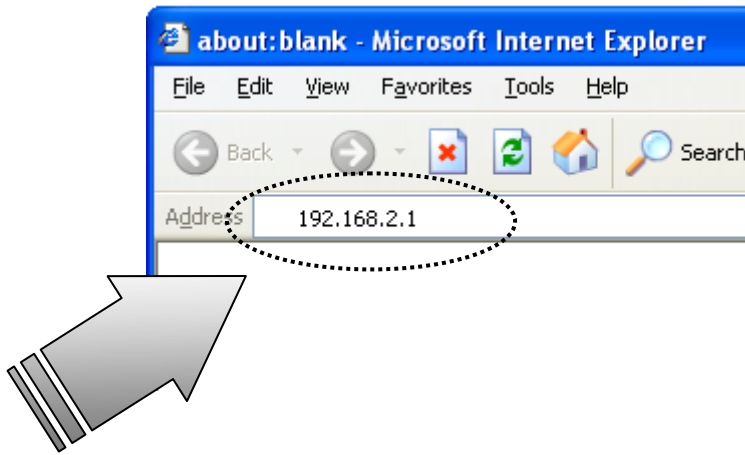 about:blank - Microsoft Internet Explorer
File Edit View Favorites Tools Help
Back Search
Address 192.168.2.1